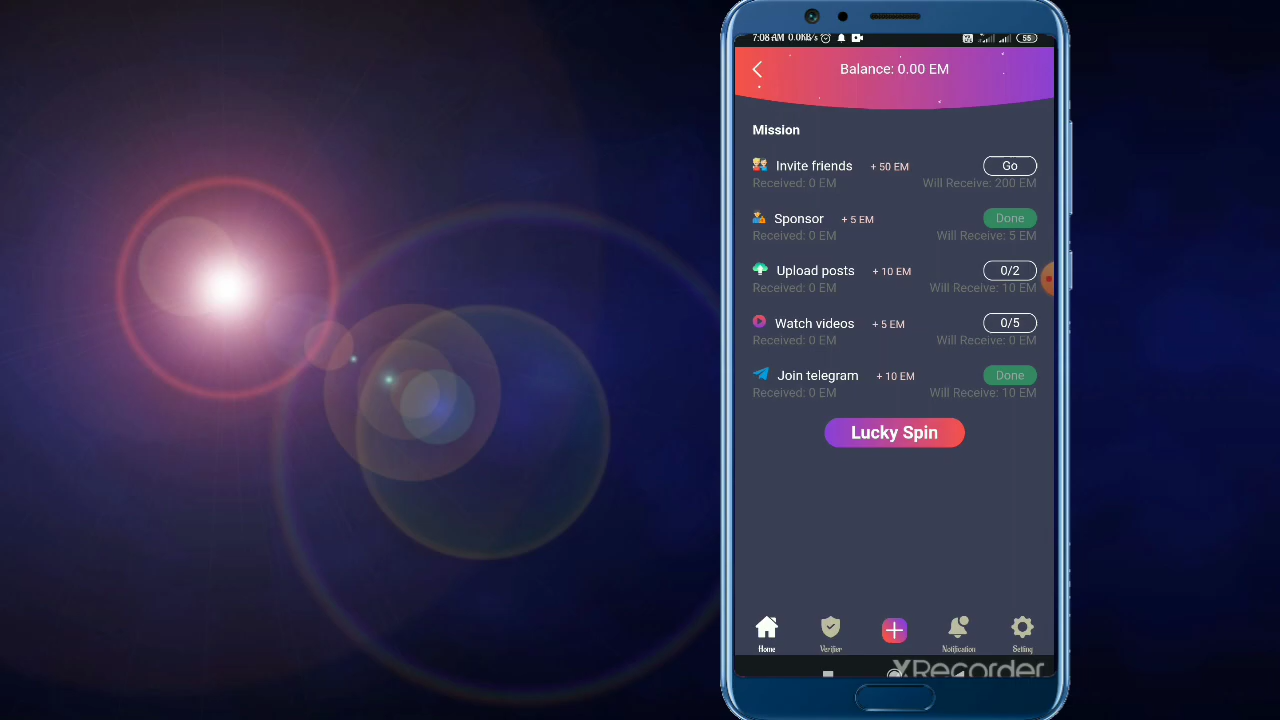 7:08 AM 0.0KB/s 55
Balance: 0.00 EM
Mission
Invite friends + 50 EM Go
Received: 0 EM Will Receive: 200 EM
Sponsor + 5 EM Done
Received: 0 EM Will Receive: 5 EM
Upload posts + 10 EM 0/2
Received: 0 EM Will Receive: 10 EM
Watch videos + 5 EM 0/5
Received: 0 EM Will Receive: 0 EM
Join telegram + 10 EM Done
Received: 0 EM Will Receive: 10 EM
Lucky Spin
Home Verifier Notification Setting
XRecorder